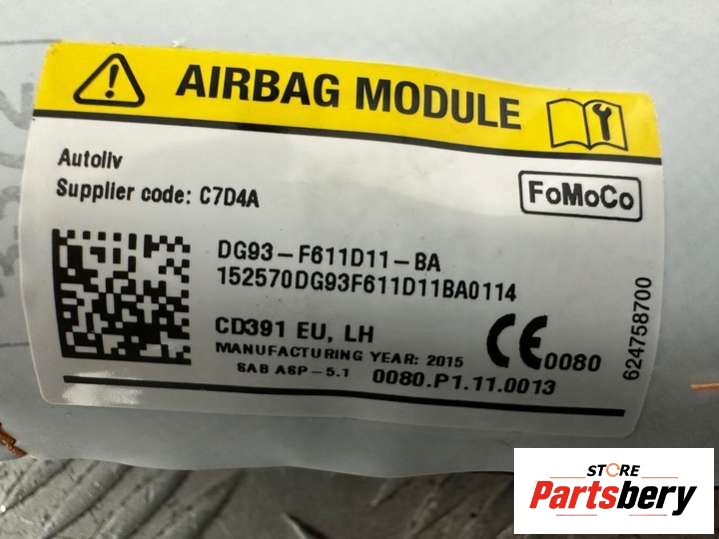 AIRBAG MODULE
Autoliv
Supplier code: C7D4A
FoMoCo
DG93-F611D11-BA
152570DG93F611D11BA0114
CD391 EU, LH
MANUFACTURING YEAR: 2015
SAB ASP-5.1 0080.P1.11.0013
CE 0080
624758700
STORE
Partsbery